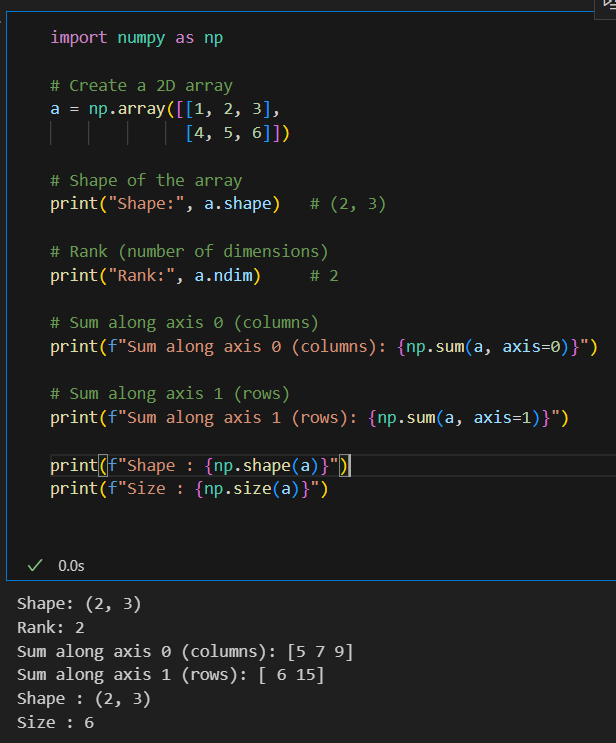 import numpy as np
# Create a 2D array
a = np.array([[1, 2, 3],
[4, 5, 6]])
# Shape of the array
print("Shape:", a.shape)   # (2, 3)
# Rank (number of dimensions)
print("Rank:", a.ndim)     # 2
# Sum along axis 0 (columns)
print(f"Sum along axis 0 (columns): {np.sum(a, axis=0)}")
# Sum along axis 1 (rows)
print(f"Sum along axis 1 (rows): {np.sum(a, axis=1)}")
print(f"Shape : {np.shape(a)}")
print(f"Size : {np.size(a)}")
0.0s
Shape: (2, 3)
Rank: 2
Sum along axis 0 (columns): [5 7 9]
Sum along axis 1 (rows): [ 6 15]
Shape : (2, 3)
Size : 6